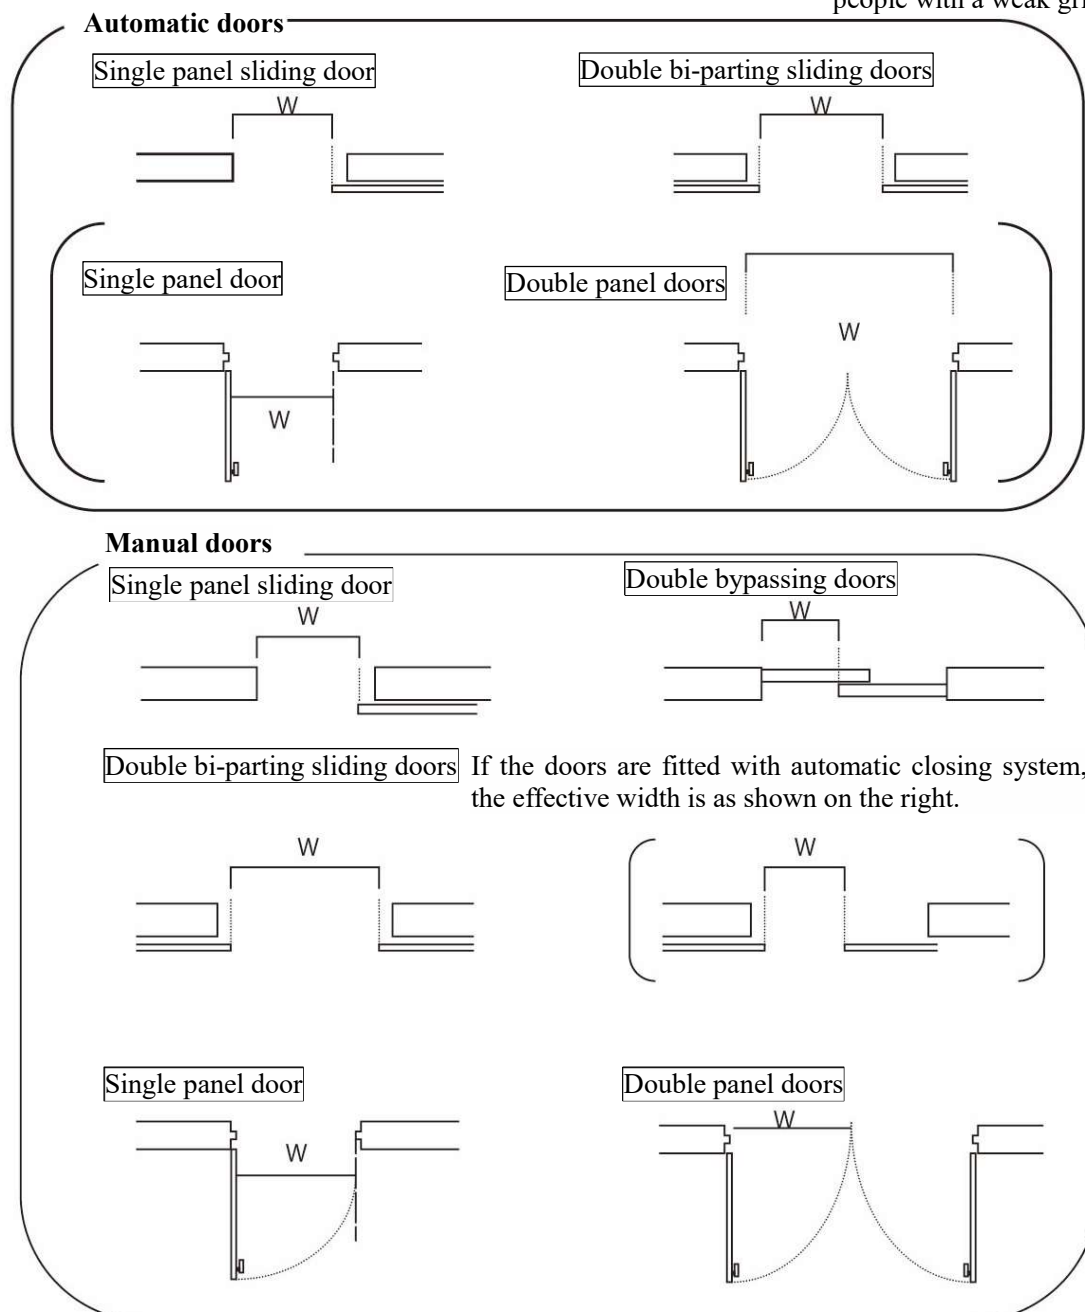 people with a weak gri
Automatic doors
Single panel sliding door
Double bi-parting sliding doors
W
W
Single panel door
Double panel doors
W
W
Manual doors
Single panel sliding door
Double bypassing doors
W
W
Double bi-parting sliding doors
If the doors are fitted with automatic closing system,
the effective width is as shown on the right.
W
W
Single panel door
Double panel doors
W
W